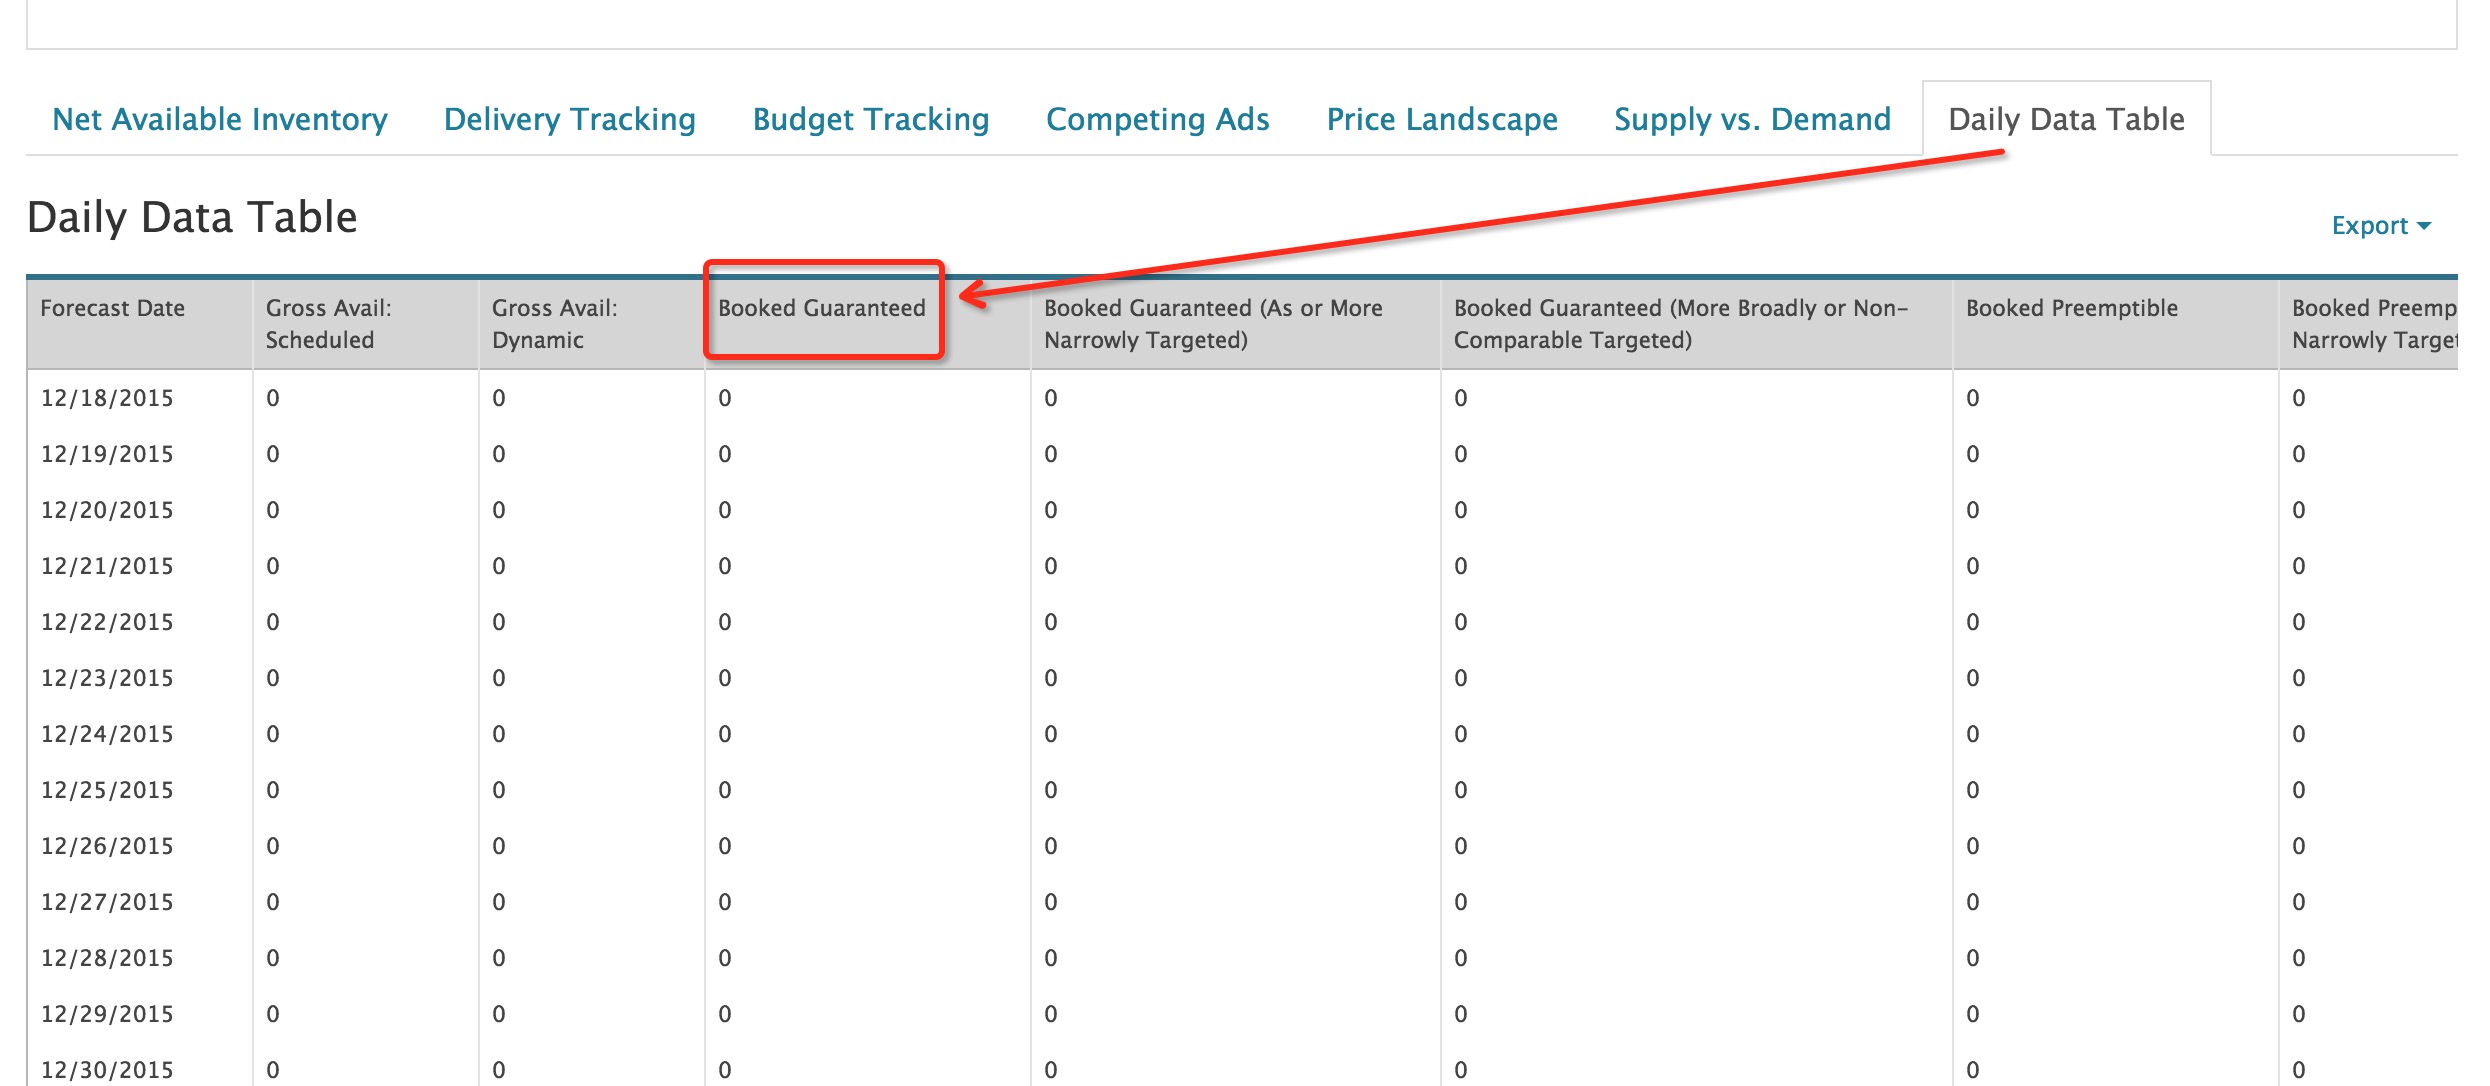 Net Available Inventory Delivery Tracking Budget Tracking Competing Ads Price Landscape Supply vs. Demand Daily Data Table
Daily Data Table
Export
Forecast Date Gross Avail: Gross Avail: Booked Guaranteed Booked Guaranteed (As or More Booked Guaranteed (More Broadly or Non- Booked Preemptible Booked Preemp
Scheduled Dynamic Narrowly Targeted) Comparable Targeted) Narrowly Target
12/18/2015 0 0 0 0 0 0 0
12/19/2015 0 0 0 0 0 0 0
12/20/2015 0 0 0 0 0 0 0
12/21/2015 0 0 0 0 0 0 0
12/22/2015 0 0 0 0 0 0 0
12/23/2015 0 0 0 0 0 0 0
12/24/2015 0 0 0 0 0 0 0
12/25/2015 0 0 0 0 0 0 0
12/26/2015 0 0 0 0 0 0 0
12/27/2015 0 0 0 0 0 0 0
12/28/2015 0 0 0 0 0 0 0
12/29/2015 0 0 0 0 0 0 0
12/30/2015 0 0 0 0 0 0 0